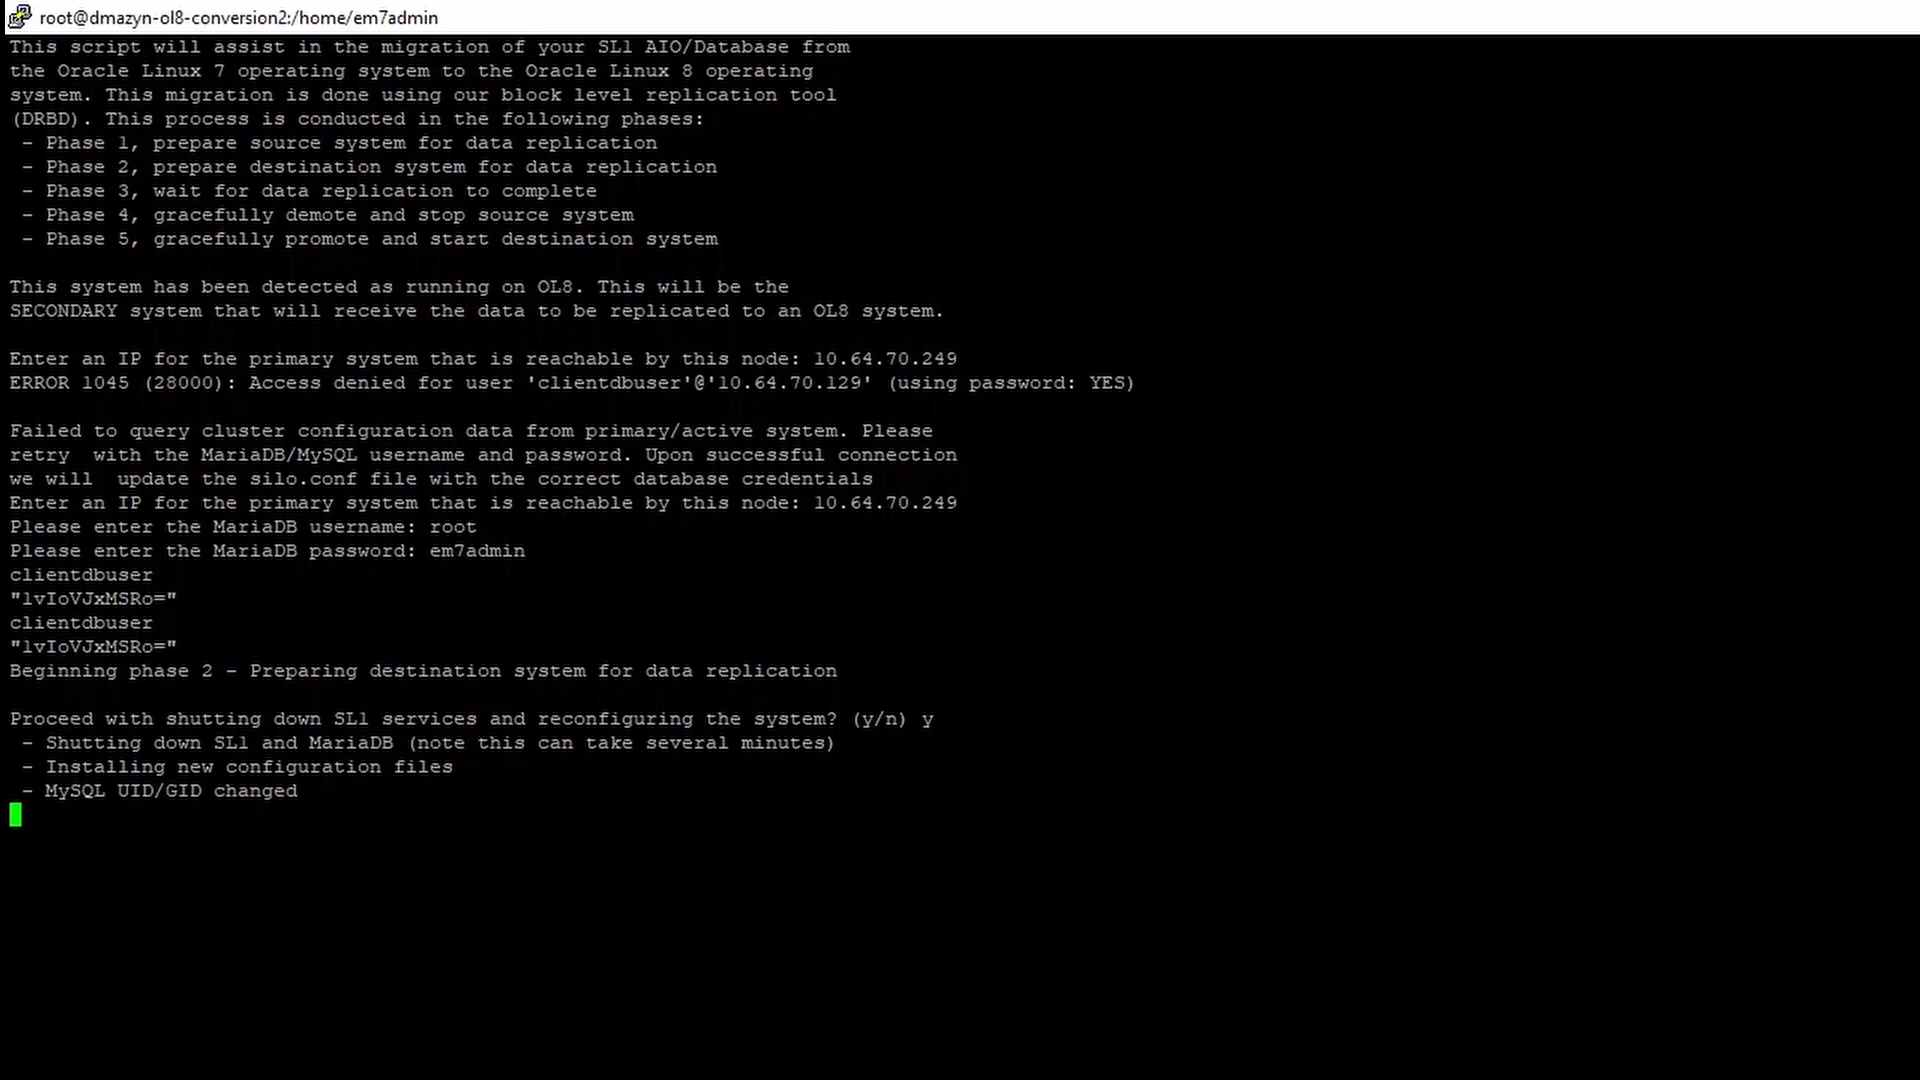 root@dmazyn-ol8-conversion2:/home/em7admin
This script will assist in the migration of your SL1 AIO/Database from
the Oracle Linux 7 operating system to the Oracle Linux 8 operating
system. This migration is done using our block level replication tool
(DRBD). This process is conducted in the following phases:
- Phase 1, prepare source system for data replication
- Phase 2, prepare destination system for data replication
- Phase 3, wait for data replication to complete
- Phase 4, gracefully demote and stop source system
- Phase 5, gracefully promote and start destination system
This system has been detected as running on OL8. This will be the
SECONDARY system that will receive the data to be replicated to an OL8 system.
Enter an IP for the primary system that is reachable by this node: 10.64.70.249
ERROR 1045 (28000): Access denied for user 'clientdbuser'@'10.64.70.129' (using password: YES)
Failed to query cluster configuration data from primary/active system. Please
retry  with the MariaDB/MySQL username and password. Upon successful connection
we will  update the silo.conf file with the correct database credentials
Enter an IP for the primary system that is reachable by this node: 10.64.70.249
Please enter the MariaDB username: root
Please enter the MariaDB password: em7admin
clientdbuser
"lvIoVJxMSRo="
clientdbuser
"lvIoVJxMSRo="
Beginning phase 2 - Preparing destination system for data replication
Proceed with shutting down SL1 services and reconfiguring the system? (y/n) y
- Shutting down SL1 and MariaDB (note this can take several minutes)
- Installing new configuration files
- MySQL UID/GID changed